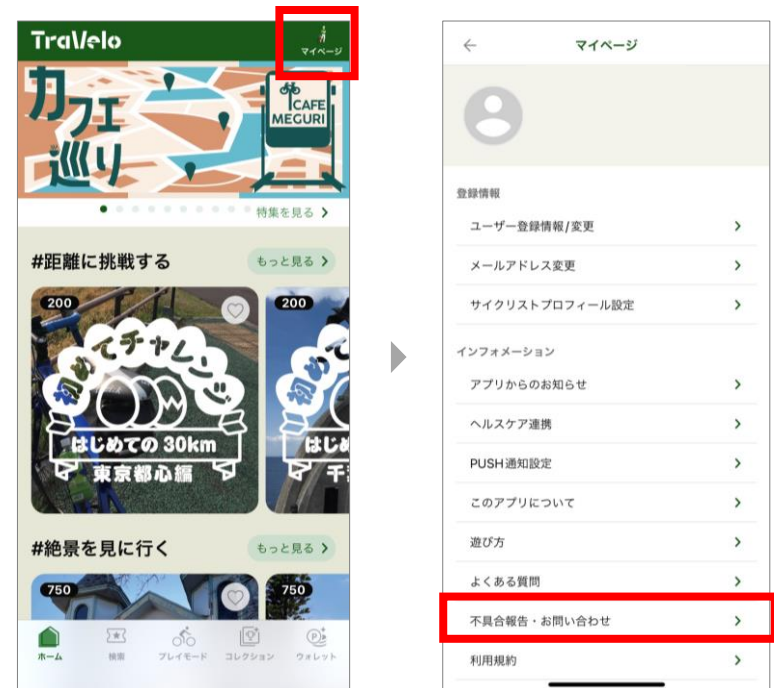 TraVelo
マイページ
カフェ
巡り
CAFE
MEGURI
特集を見る
#距離に挑戦する
もっと見る
200
初めてチャレンジ
はじめての 30km
東京都心編
200
初めて
はじめ
千
#絶景を見に行く
もっと見る
750
750
ホーム
検索
プレイモード
コレクション
ウォレット
マイページ
登録情報
ユーザー登録情報/変更
メールアドレス変更
サイクリストプロフィール設定
インフォメーション
アプリからのお知らせ
ヘルスケア連携
PUSH通知設定
このアプリについて
遊び方
よくある質問
不具合報告・お問い合わせ
利用規約